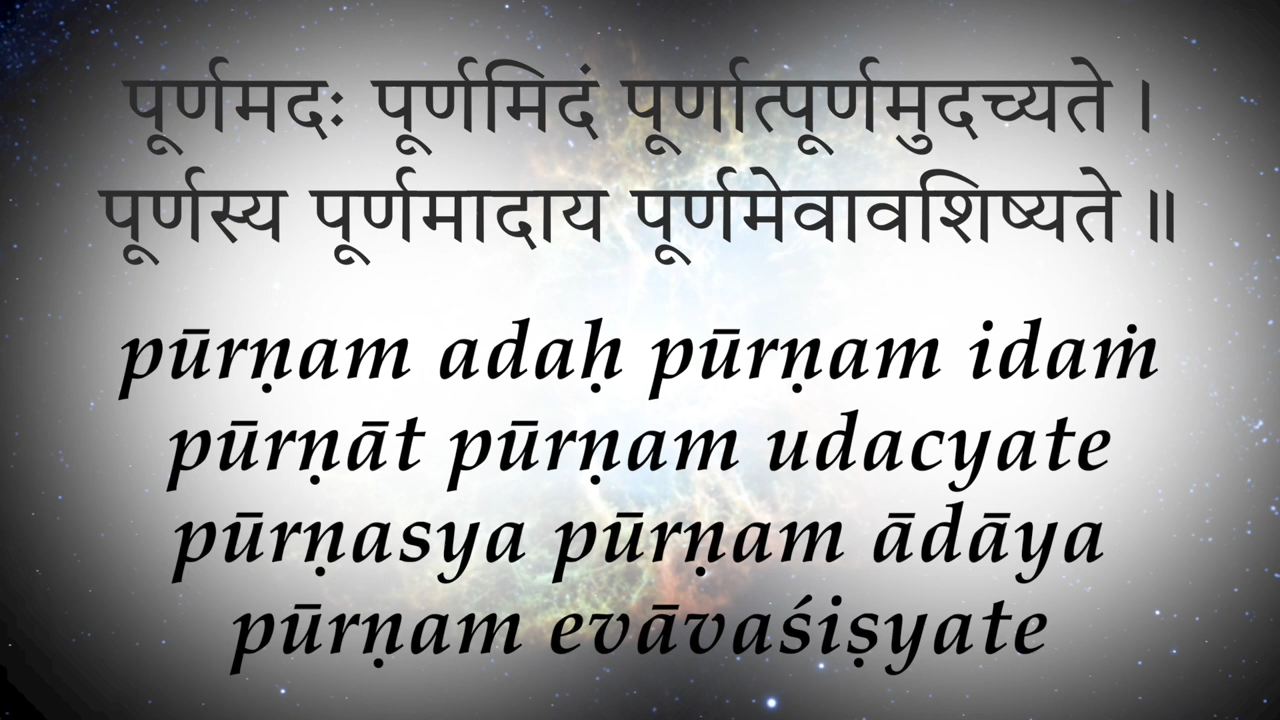 पूर्णमदः पूर्णमिदं पूर्णात्पूर्णमुदच्यते ।
पूर्णस्य पूर्णमादाय पूर्णमेवावशिष्यते ॥
pūrṇam adaḥ pūrṇam idaṁ
pūrṇāt pūrṇam udacyate
pūrṇasya pūrṇam ādāya
pūrṇam evāvaśiṣyate